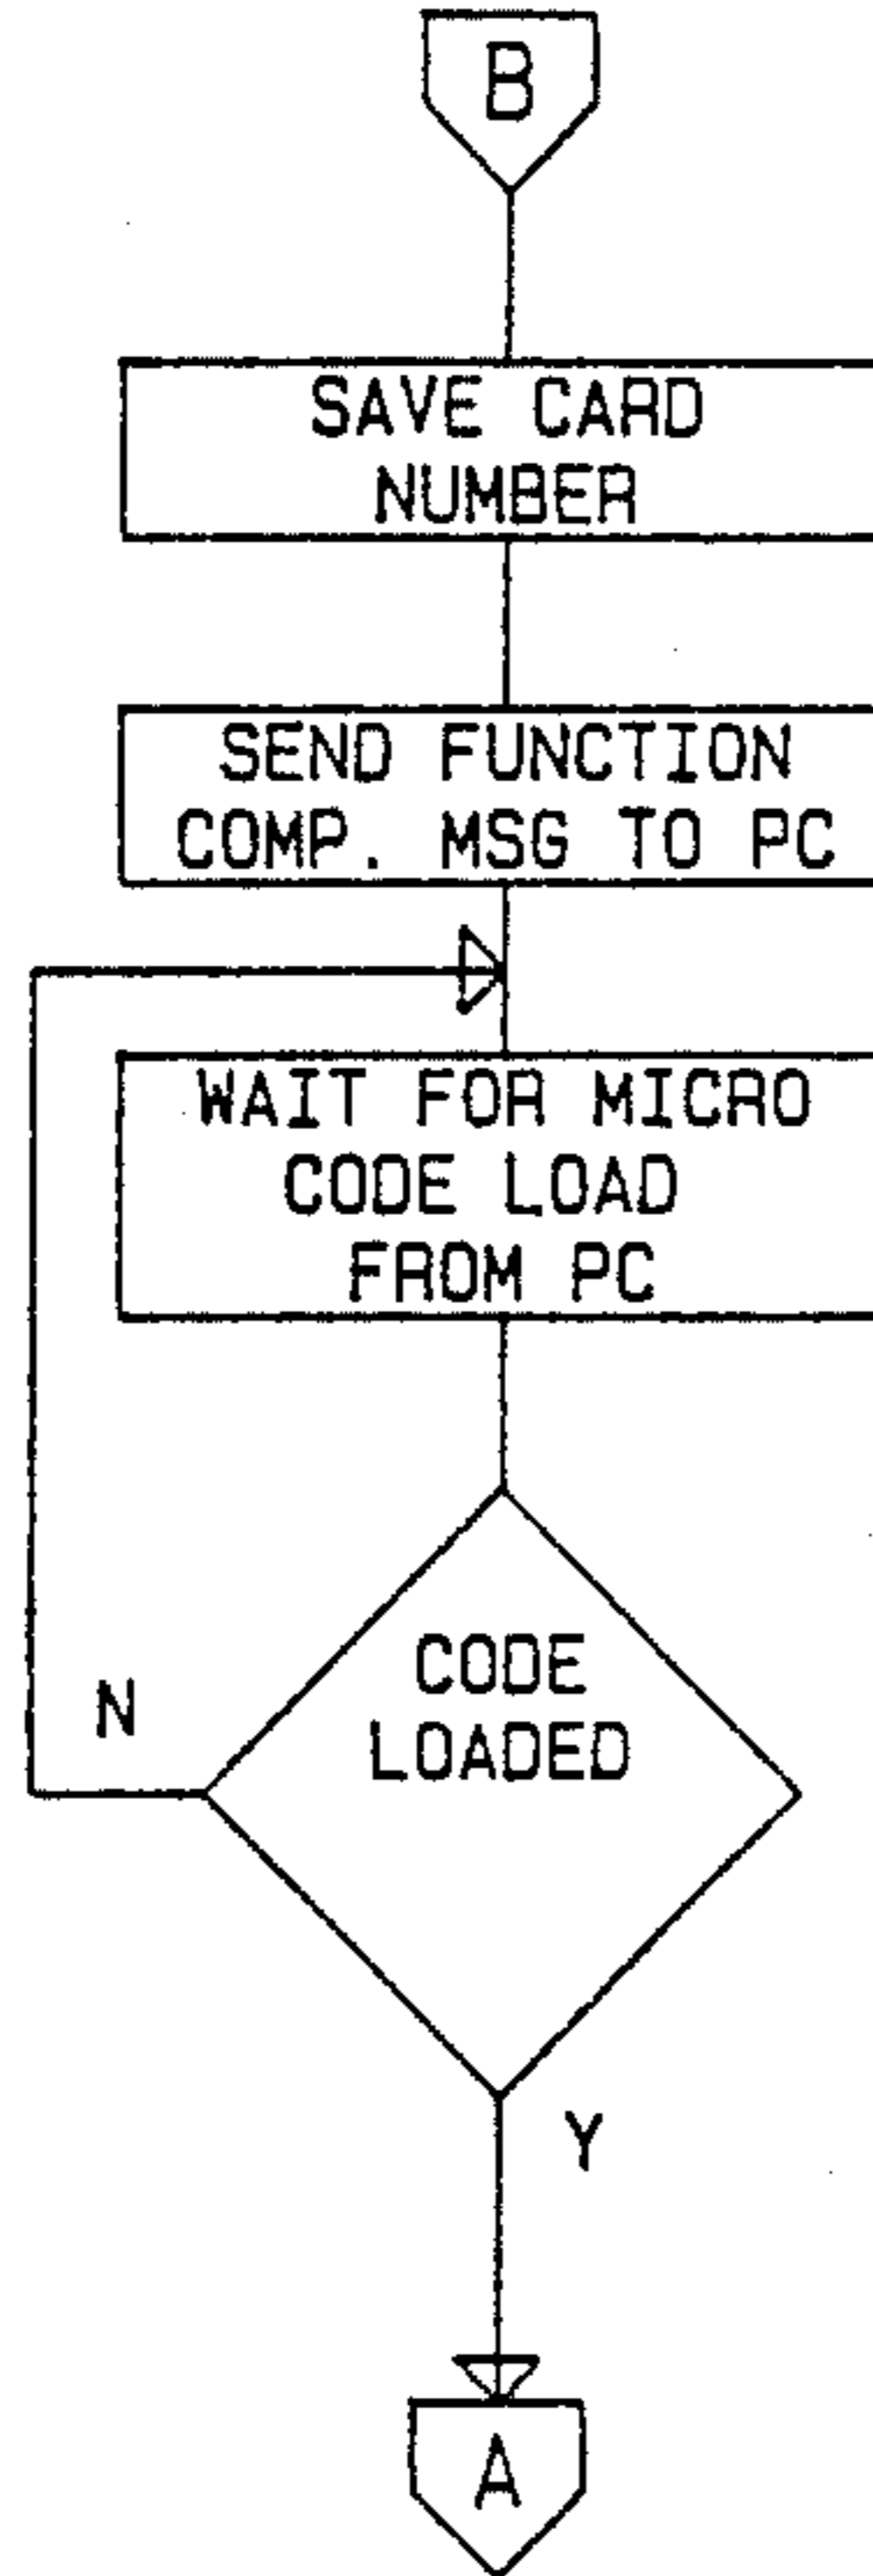 B
SAVE CARD
NUMBER
SEND FUNCTION
COMP. MSG TO PC
WAIT FOR MICRO
CODE LOAD
FROM PC
CODE
LOADED
N
Y
A